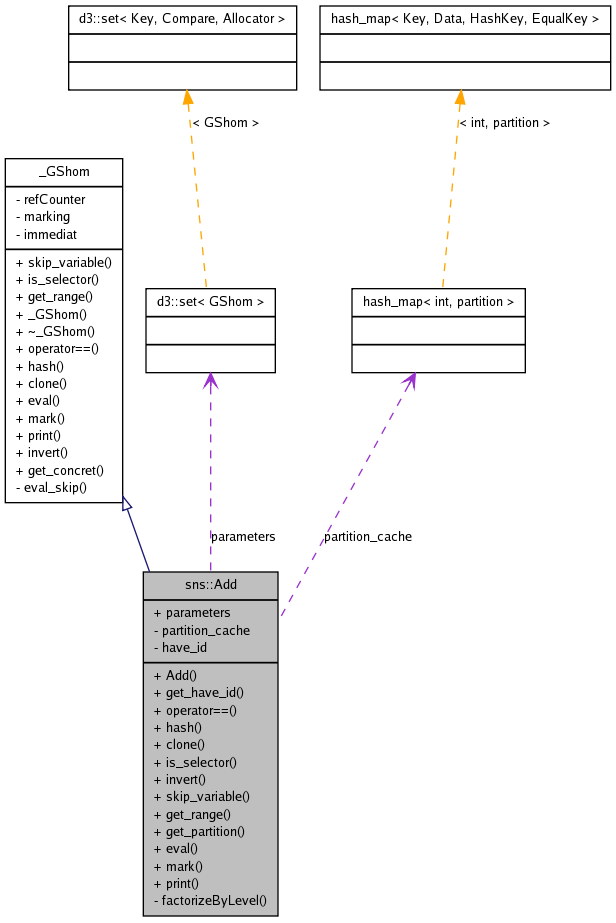 d3::set< Key, Compare, Allocator >
hash_map< Key, Data, HashKey, EqualKey >
< GShom >
< int, partition >
_GShom
- refCounter
- marking
- immediat
+ skip_variable()
+ is_selector()
+ get_range()
+ _GShom()
+ ~_GShom()
+ operator==()
+ hash()
+ clone()
+ eval()
+ mark()
+ print()
+ invert()
+ get_concret()
- eval_skip()
d3::set< GShom >
hash_map< int, partition >
parameters
partition_cache
sns::Add
+ parameters
- partition_cache
- have_id
+ Add()
+ get_have_id()
+ operator==()
+ hash()
+ clone()
+ is_selector()
+ invert()
+ skip_variable()
+ get_range()
+ get_partition()
+ eval()
+ mark()
+ print()
- factorizeByLevel()